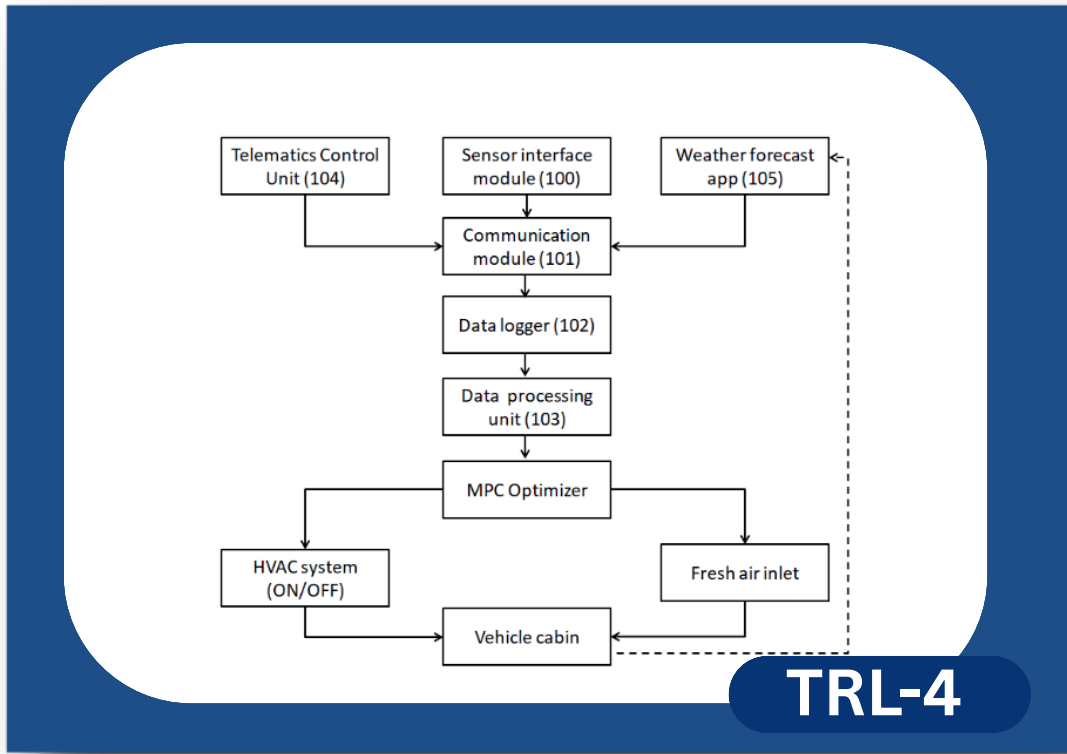 Telematics Control
Unit (104)
Sensor interface
module (100)
Weather forecast
app (105)
Communication
module (101)
Data logger (102)
Data processing
unit (103)
MPC Optimizer
HVAC system
(ON/OFF)
Fresh air inlet
Vehicle cabin
TRL-4